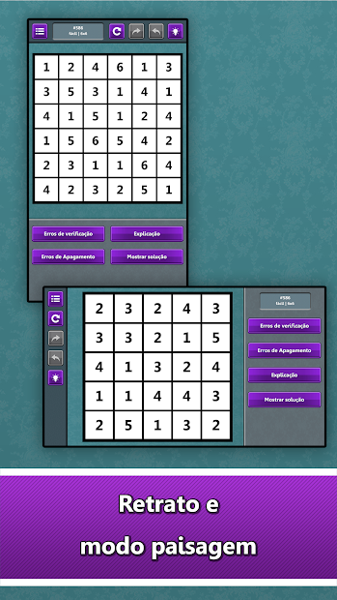 #586
Fácil | 6x6
1 2 4 6 1 3
3 5 3 1 4 1
4 1 5 1 2 4
1 5 6 5 4 2
2 3 1 1 6 4
4 2 3 2 5 1
Erros de verificação Explicação
Erros de Apagamento Mostrar solução
#586
Fácil | 6x6
2 3 2 4 3
3 3 2 1 5
4 1 3 2 4
1 1 4 4 3
2 5 1 3 2
Erros de verificação
Erros de Apagamento
Explicação
Mostrar solução
Retrato e
modo paisagem